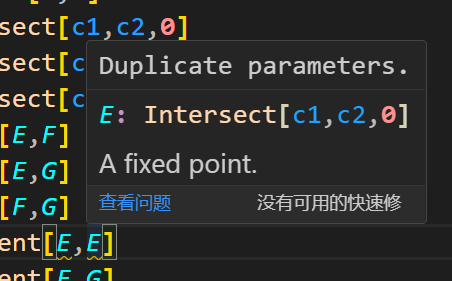 sect[c1,c2,0]
sect[c
Duplicate parameters.
sect[c
E: Intersect[c1,c2,0]
[E,F]
A fixed point.
[E,G]
查看问题 没有可用的快速修
[F,G]
ent[E,E]
ent[F,G]